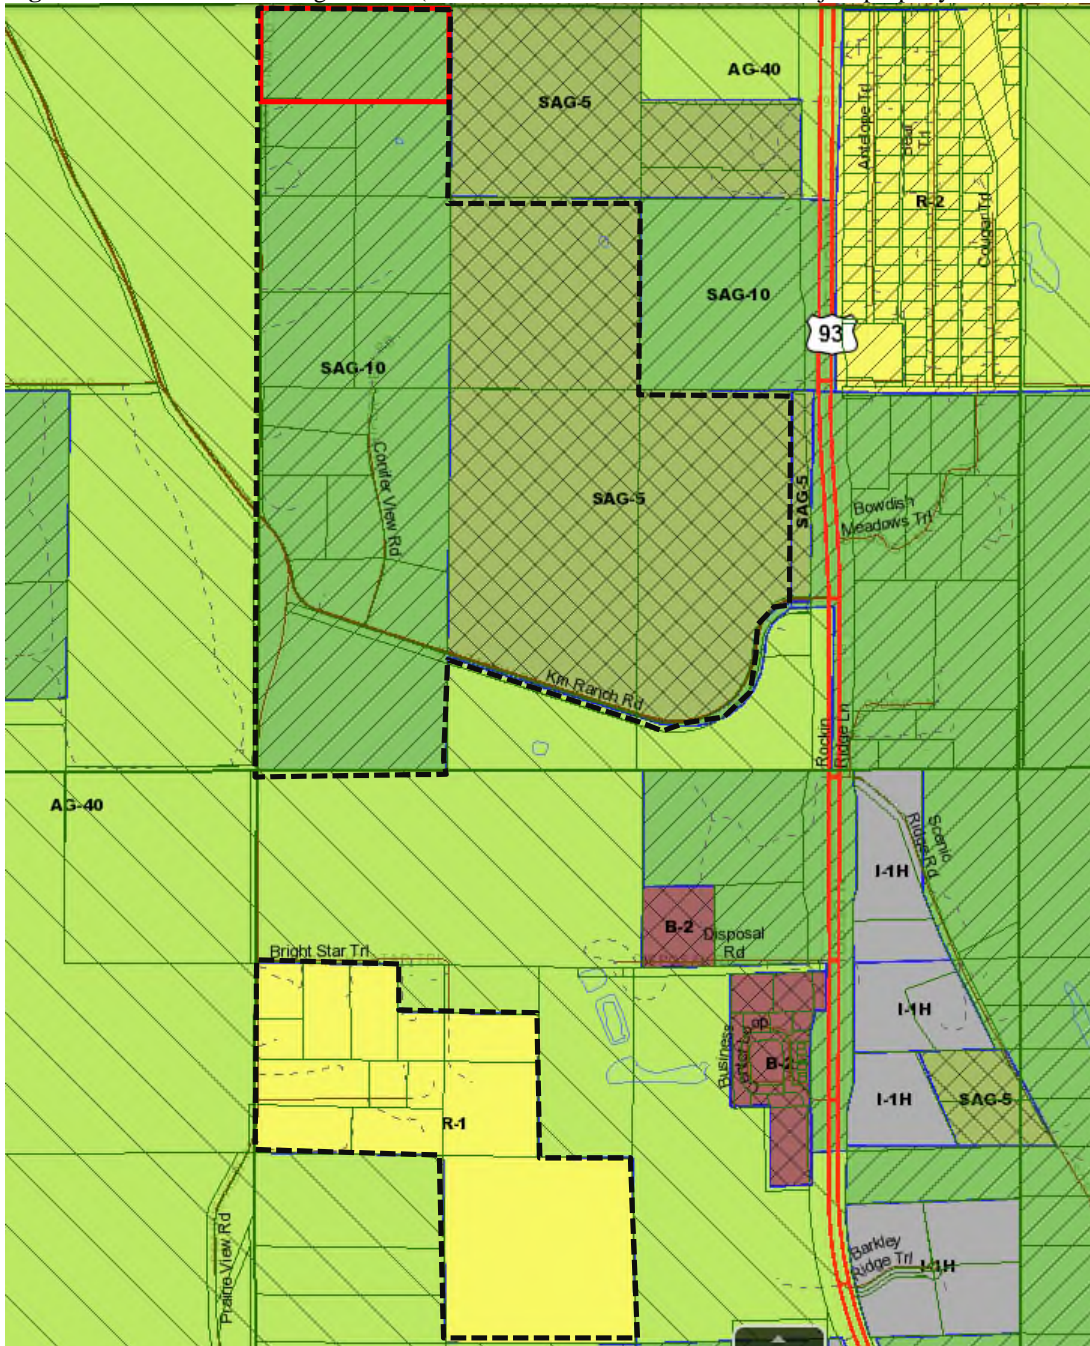 AG-40
SAG-5
Antelope Trl
Bear
Trl
R-2
Cougar Trl
SAG-10
93
SAG-10
Conifer View Rd
SAG-5
SAG-5
Bowdish
Meadows Trl
Km Ranch Rd
Rockin
Ridge Ln
AG-40
Scenic
Ridge Rd
I-1H
B-2
Disposal
Rd
Bright Star Trl
I-1H
Business
B-2
I-1H
SAG-5
R-1
Prairie View Rd
Barkley
Ridge Trl
I-1H